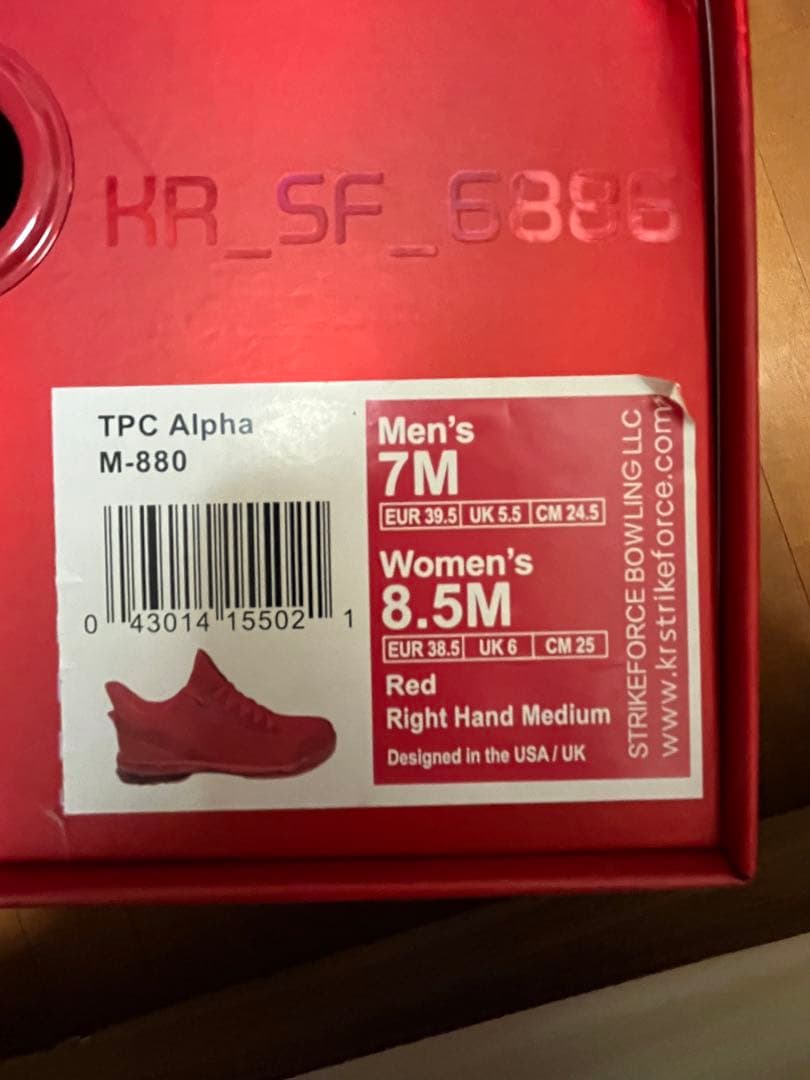 KR_SF_6886
TPC Alpha
M-880
0 43014 15502 1
Men's
7M
EUR 39.5 UK 5.5 CM 24.5
Women's
8.5M
EUR 38.5 UK 6 CM 25
Red
Right Hand Medium
Designed in the USA / UK
STRIKEFORCE BOWLING LLC
www.krstrikeforce.com